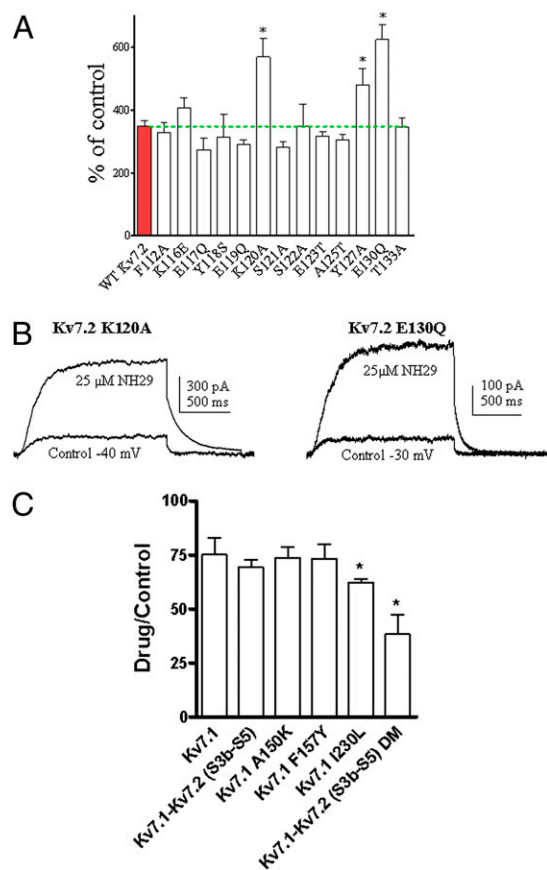 A
% of control
600
400
200
0
*
*
*
WT Kv7.2
F112A
K116E
E117Q
Y118S
E119Q
K120A
S121A
S122A
E123T
A125T
Y127A
E130Q
T133A
B
Kv7.2 K120A
25 µM NH29
300 pA
500 ms
Control -40 mV
Kv7.2 E130Q
25µM NH29
100 pA
500 ms
Control -30 mV
C
Drug/Control
100
75
50
25
0
*
*
Kv7.1
Kv7.1-Kv7.2 (S3b-S5)
Kv7.1 A150K
Kv7.1 F157Y
Kv7.1 I230L
Kv7.1-Kv7.2 (S3b-S5) DM